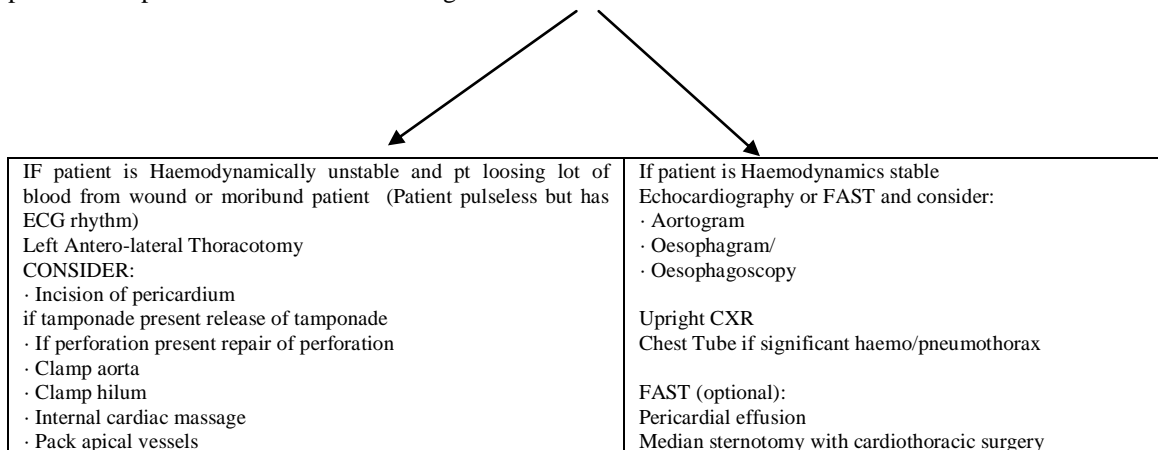 IF patient is Haemodynamically unstable and pt loosing lot of
blood from wound or moribund patient (Patient pulseless but has
ECG rhythm)
Left Antero-lateral Thoracotomy
CONSIDER:
· Incision of pericardium
if tamponade present release of tamponade
· If perforation present repair of perforation
· Clamp aorta
· Clamp hilum
· Internal cardiac massage
· Pack apical vessels
If patient is Haemodynamics stable
Echocardiography or FAST and consider:
· Aortogram
· Oesophagram/
· Oesophagoscopy
Upright CXR
Chest Tube if significant haemo/pneumothorax
FAST (optional):
Pericardial effusion
Median sternotomy with cardiothoracic surgery